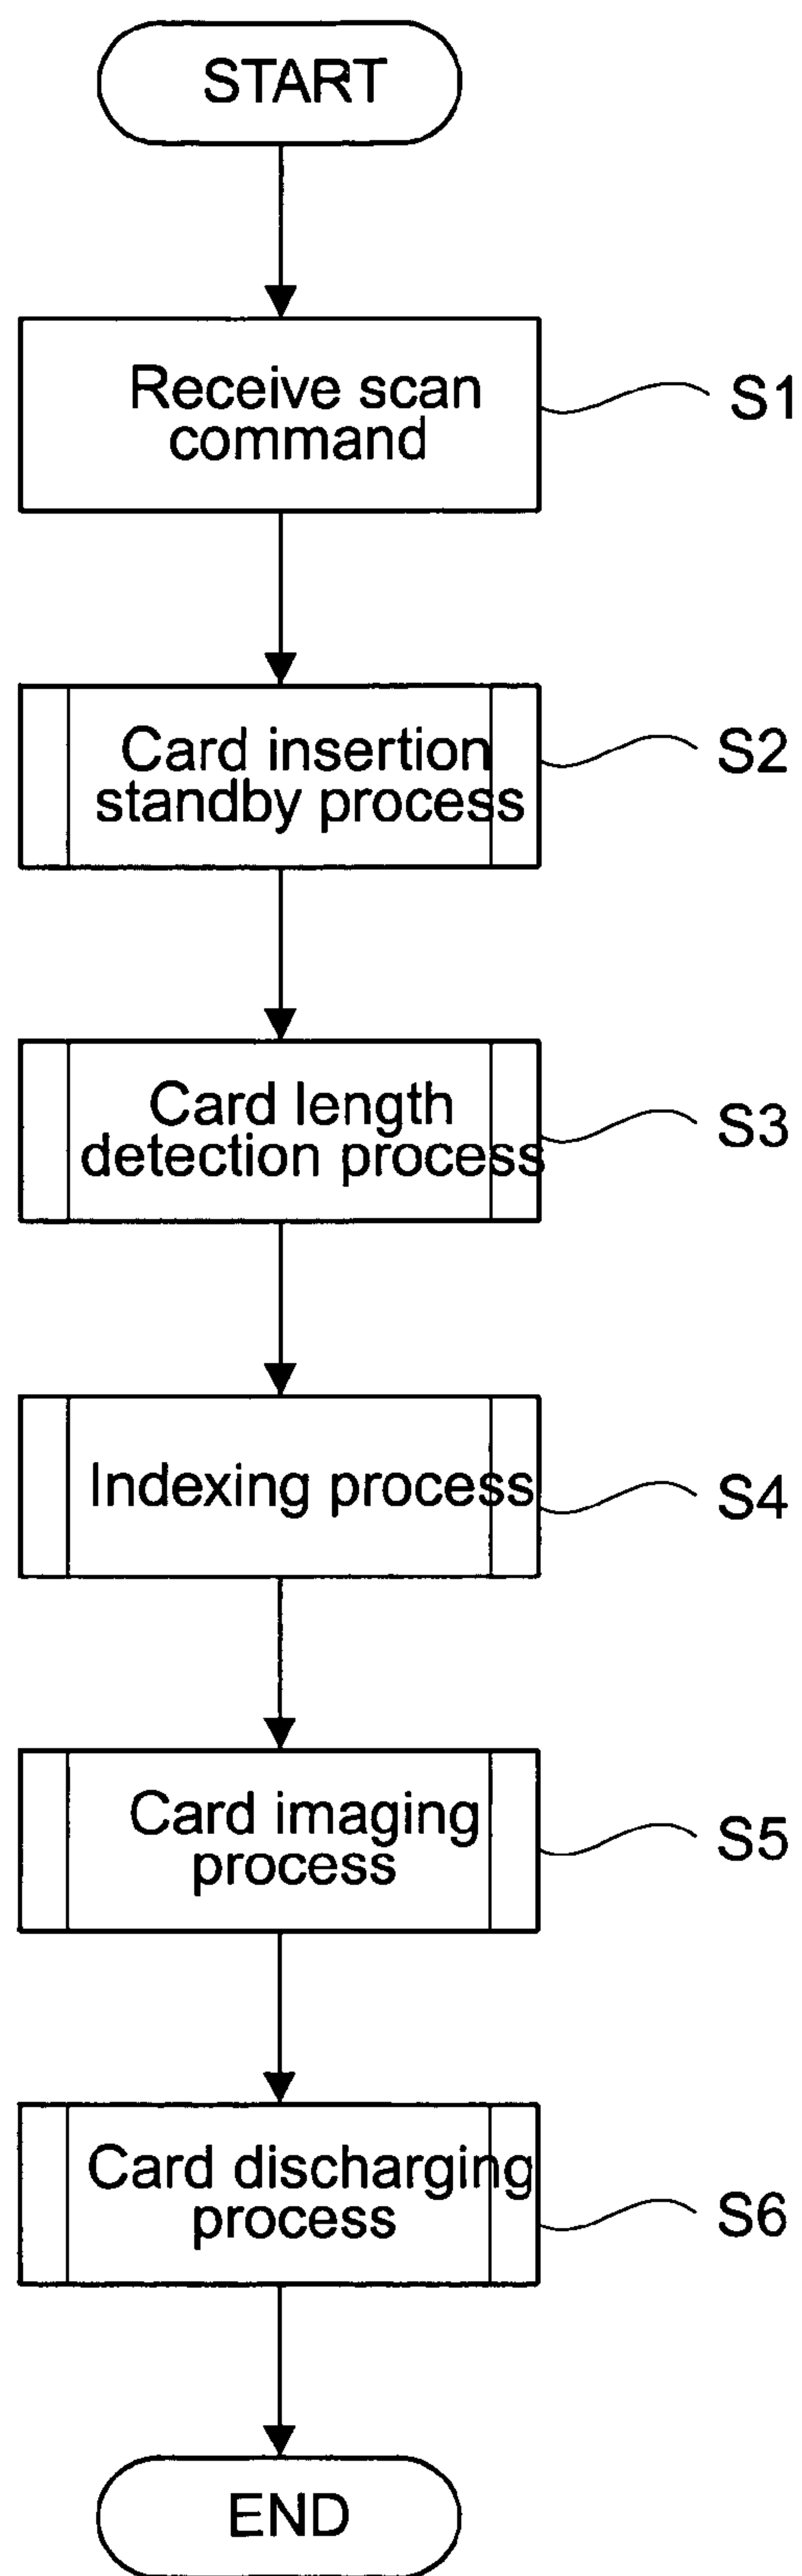 START
Receive scan
command
S1
Card insertion
standby process
S2
Card length
detection process
S3
Indexing process
S4
Card imaging
process
S5
Card discharging
process
S6
END